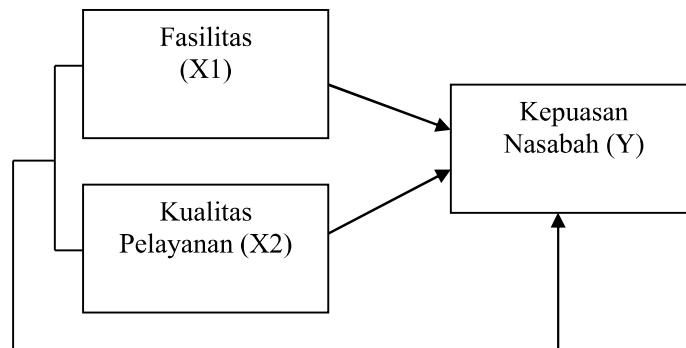 Fasilitas
(X1)
Kepuasan
Nasabah (Y)
Kualitas
Pelayanan (X2)